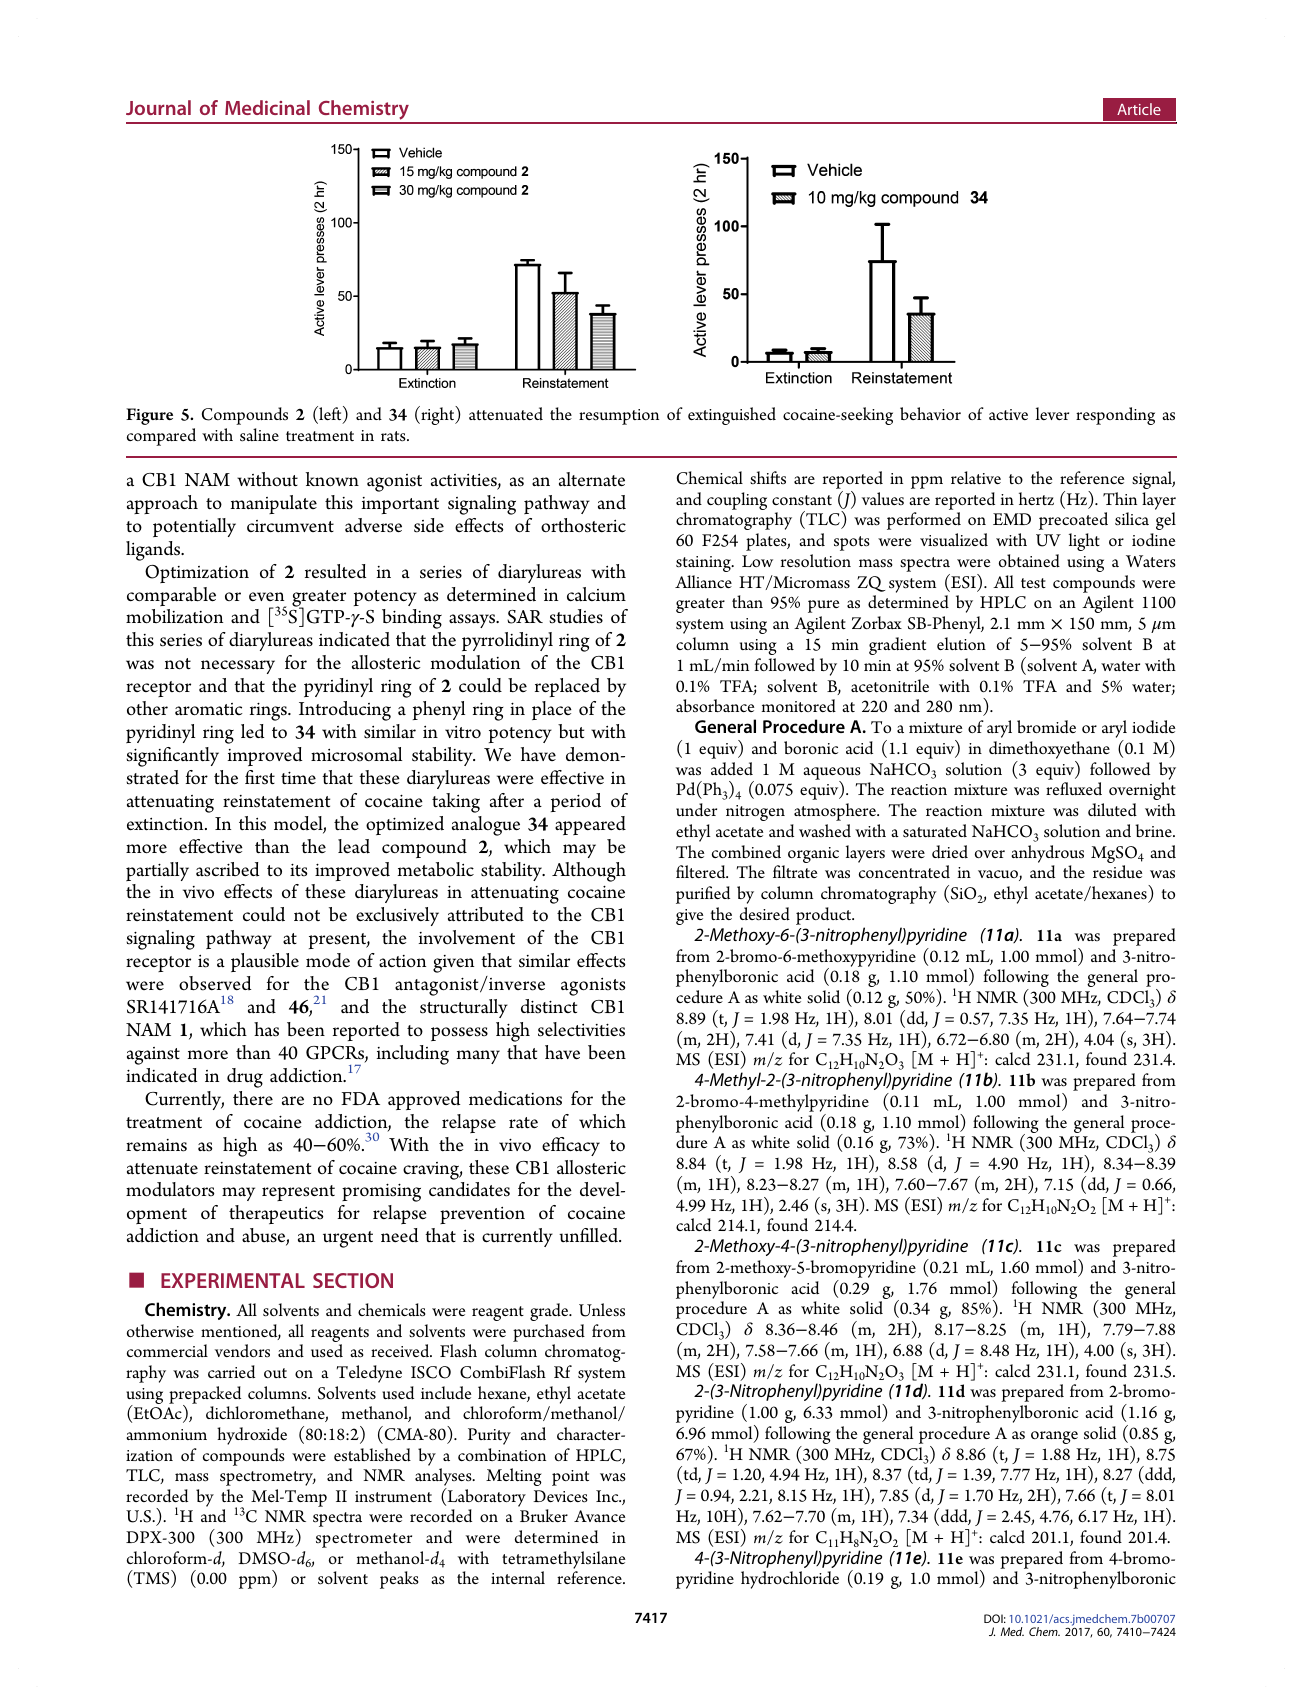 Journal of Medicinal Chemistry
Article
150
100
50
0
Active lever presses (2 hr)
Vehicle
15 mg/kg compound 2
30 mg/kg compound 2
Extinction
Reinstatement
150
100
50
0
Active lever presses (2 hr)
Vehicle
10 mg/kg compound 34
Extinction
Reinstatement
Figure 5. Compounds 2 (left) and 34 (right) attenuated the resumption of extinguished cocaine-seeking behavior of active lever responding as
compared with saline treatment in rats.
a CB1 NAM without known agonist activities, as an alternate
approach to manipulate this important signaling pathway and
to potentially circumvent adverse side effects of orthosteric
ligands.
Optimization of 2 resulted in a series of diarylureas with
comparable or even greater potency as determined in calcium
mobilization and [³⁵S]GTP-γ-S binding assays. SAR studies of
this series of diarylureas indicated that the pyrrolidinyl ring of 2
was not necessary for the allosteric modulation of the CB1
receptor and that the pyridinyl ring of 2 could be replaced by
other aromatic rings. Introducing a phenyl ring in place of the
pyridinyl ring led to 34 with similar in vitro potency but with
significantly improved microsomal stability. We have demon-
strated for the first time that these diarylureas were effective in
attenuating reinstatement of cocaine taking after a period of
extinction. In this model, the optimized analogue 34 appeared
more effective than the lead compound 2, which may be
partially ascribed to its improved metabolic stability. Although
the in vivo effects of these diarylureas in attenuating cocaine
reinstatement could not be exclusively attributed to the CB1
signaling pathway at present, the involvement of the CB1
receptor is a plausible mode of action given that similar effects
were observed for the CB1 antagonist/inverse agonists
SR141716A¹⁸ and 46,²¹ and the structurally distinct CB1
NAM 1, which has been reported to possess high selectivities
against more than 40 GPCRs, including many that have been
indicated in drug addiction.¹⁷
Currently, there are no FDA approved medications for the
treatment of cocaine addiction, the relapse rate of which
remains as high as 40−60%.³⁰ With the in vivo efficacy to
attenuate reinstatement of cocaine craving, these CB1 allosteric
modulators may represent promising candidates for the devel-
opment of therapeutics for relapse prevention of cocaine
addiction and abuse, an urgent need that is currently unfilled.
■ EXPERIMENTAL SECTION
Chemistry. All solvents and chemicals were reagent grade. Unless
otherwise mentioned, all reagents and solvents were purchased from
commercial vendors and used as received. Flash column chromatog-
raphy was carried out on a Teledyne ISCO CombiFlash Rf system
using prepacked columns. Solvents used include hexane, ethyl acetate
(EtOAc), dichloromethane, methanol, and chloroform/methanol/
ammonium hydroxide (80:18:2) (CMA-80). Purity and character-
ization of compounds were established by a combination of HPLC,
TLC, mass spectrometry, and NMR analyses. Melting point was
recorded by the Mel-Temp II instrument (Laboratory Devices Inc.,
U.S.). ¹H and ¹³C NMR spectra were recorded on a Bruker Avance
DPX-300 (300 MHz) spectrometer and were determined in
chloroform-d, DMSO-d₆, or methanol-d₄ with tetramethylsilane
(TMS) (0.00 ppm) or solvent peaks as the internal reference.
Chemical shifts are reported in ppm relative to the reference signal,
and coupling constant (J) values are reported in hertz (Hz). Thin layer
chromatography (TLC) was performed on EMD precoated silica gel
60 F254 plates, and spots were visualized with UV light or iodine
staining. Low resolution mass spectra were obtained using a Waters
Alliance HT/Micromass ZQ system (ESI). All test compounds were
greater than 95% pure as determined by HPLC on an Agilent 1100
system using an Agilent Zorbax SB-Phenyl, 2.1 mm × 150 mm, 5 μm
column using a 15 min gradient elution of 5−95% solvent B at
1 mL/min followed by 10 min at 95% solvent B (solvent A, water with
0.1% TFA; solvent B, acetonitrile with 0.1% TFA and 5% water;
absorbance monitored at 220 and 280 nm).
General Procedure A. To a mixture of aryl bromide or aryl iodide
(1 equiv) and boronic acid (1.1 equiv) in dimethoxyethane (0.1 M)
was added 1 M aqueous NaHCO₃ solution (3 equiv) followed by
Pd(Ph₃)₄ (0.075 equiv). The reaction mixture was refluxed overnight
under nitrogen atmosphere. The reaction mixture was diluted with
ethyl acetate and washed with a saturated NaHCO₃ solution and brine.
The combined organic layers were dried over anhydrous MgSO₄ and
filtered. The filtrate was concentrated in vacuo, and the residue was
purified by column chromatography (SiO₂, ethyl acetate/hexanes) to
give the desired product.
2-Methoxy-6-(3-nitrophenyl)pyridine (11a). 11a was prepared
from 2-bromo-6-methoxypyridine (0.12 mL, 1.00 mmol) and 3-nitro-
phenylboronic acid (0.18 g, 1.10 mmol) following the general pro-
cedure A as white solid (0.12 g, 50%). ¹H NMR (300 MHz, CDCl₃) δ
8.89 (t, J = 1.98 Hz, 1H), 8.01 (dd, J = 0.57, 7.35 Hz, 1H), 7.64−7.74
(m, 2H), 7.41 (d, J = 7.35 Hz, 1H), 6.72−6.80 (m, 2H), 4.04 (s, 3H).
MS (ESI) m/z for C₁₂H₁₀N₂O₃ [M + H]⁺: calcd 231.1, found 231.4.
4-Methyl-2-(3-nitrophenyl)pyridine (11b). 11b was prepared from
2-bromo-4-methylpyridine (0.11 mL, 1.00 mmol) and 3-nitro-
phenylboronic acid (0.18 g, 1.10 mmol) following the general proce-
dure A as white solid (0.16 g, 73%). ¹H NMR (300 MHz, CDCl₃) δ
8.84 (t, J = 1.98 Hz, 1H), 8.58 (d, J = 4.90 Hz, 1H), 8.34−8.39
(m, 1H), 8.23−8.27 (m, 1H), 7.60−7.67 (m, 2H), 7.15 (dd, J = 0.66,
4.99 Hz, 1H), 2.46 (s, 3H). MS (ESI) m/z for C₁₂H₁₀N₂O₂ [M + H]⁺:
calcd 214.1, found 214.4.
2-Methoxy-4-(3-nitrophenyl)pyridine (11c). 11c was prepared
from 2-methoxy-5-bromopyridine (0.21 mL, 1.60 mmol) and 3-nitro-
phenylboronic acid (0.29 g, 1.76 mmol) following the general
procedure A as white solid (0.34 g, 85%). ¹H NMR (300 MHz,
CDCl₃) δ 8.36−8.46 (m, 2H), 8.17−8.25 (m, 1H), 7.79−7.88
(m, 2H), 7.58−7.66 (m, 1H), 6.88 (d, J = 8.48 Hz, 1H), 4.00 (s, 3H).
MS (ESI) m/z for C₁₂H₁₀N₂O₃ [M + H]⁺: calcd 231.1, found 231.5.
2-(3-Nitrophenyl)pyridine (11d). 11d was prepared from 2-bromo-
pyridine (1.00 g, 6.33 mmol) and 3-nitrophenylboronic acid (1.16 g,
6.96 mmol) following the general procedure A as orange solid (0.85 g,
67%). ¹H NMR (300 MHz, CDCl₃) δ 8.86 (t, J = 1.88 Hz, 1H), 8.75
(td, J = 1.20, 4.94 Hz, 1H), 8.37 (td, J = 1.39, 7.77 Hz, 1H), 8.27 (ddd,
J = 0.94, 2.21, 8.15 Hz, 1H), 7.85 (d, J = 1.70 Hz, 2H), 7.66 (t, J = 8.01
Hz, 10H), 7.62−7.70 (m, 1H), 7.34 (ddd, J = 2.45, 4.76, 6.17 Hz, 1H).
MS (ESI) m/z for C₁₁H₈N₂O₂ [M + H]⁺: calcd 201.1, found 201.4.
4-(3-Nitrophenyl)pyridine (11e). 11e was prepared from 4-bromo-
pyridine hydrochloride (0.19 g, 1.0 mmol) and 3-nitrophenylboronic
7417
DOI: 10.1021/acs.jmedchem.7b00707
J. Med. Chem. 2017, 60, 7410−7424